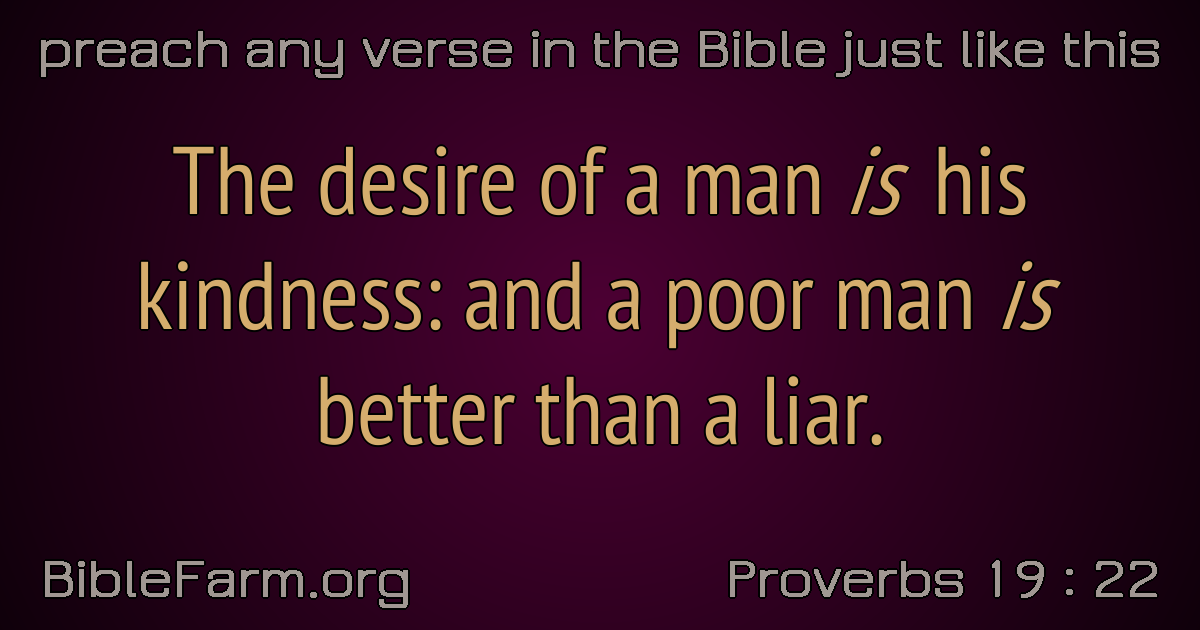 preach any verse in the Bible just like this
The desire of a man is his
kindness: and a poor man is
better than a liar.
BibleFarm.org
Proverbs 19 : 22